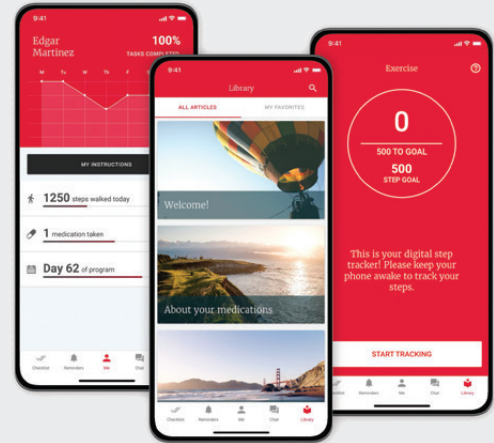 9:41
Edgar
Martinez
100%
TASKS COMPLETED
M Tu W Th F S
MY INSTRUCTIONS
1250 steps walked today
1 medication taken
Day 62 of program
Checklist Reminders Me Chat
9:41
Library
ALL ARTICLES MY FAVORITES
Welcome!
About your medications
Checklist Reminders Me Chat Library
9:41
Exercise
0
500 TO GOAL
500
STEP GOAL
This is your digital step
tracker! Please keep your
phone awake to track your
steps.
START TRACKING
Reminders Me Chat Library